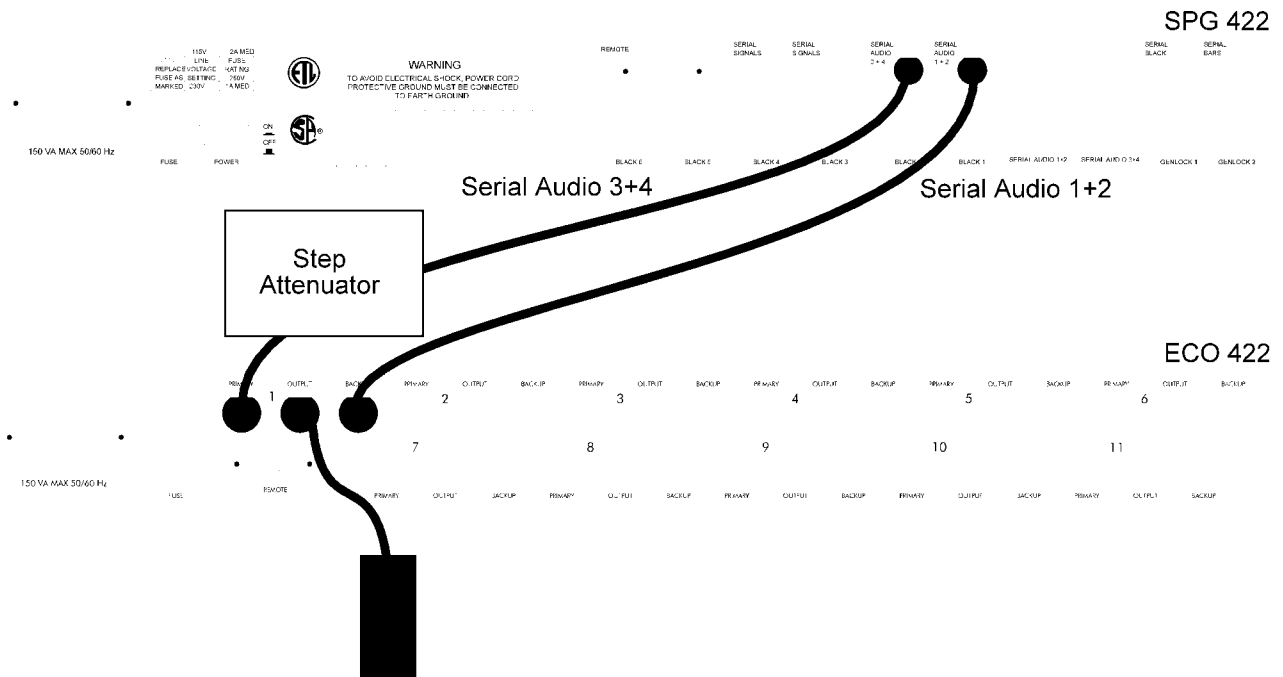 SPG 422
115V 2A MED
LINE FUSE
REPLACE VOLTAGE RATING
FUSE AS SETTING 250V
MARKED 230V 1A MED
ETL
WARNING
TO AVOID ELECTRICAL SHOCK, POWER CORD
PROTECTIVE GROUND MUST BE CONNECTED
TO EARTH GROUND
REMOTE
SERIAL SIGNALS
SERIAL SIGNALS
SERIAL AUDIO 3+4
SERIAL AUDIO 1+2
SERIAL BLACK
SERIAL BARS
ON
OFF
SA®
150 VA MAX 50/60 Hz
FUSE POWER BLACK 6 BLACK 5 BLACK 4 BLACK 3 BLACK BLACK 1 SERIAL AUDIO 1+2 SERIAL AUDIO 3+4 GENLOCK 1 GENLOCK 2
Serial Audio 3+4
Serial Audio 1+2
Step
Attenuator
ECO 422
PRIMARY OUTPUT BACKUP PRIMARY OUTPUT BACKUP PRIMARY OUTPUT BACKUP PRIMARY OUTPUT BACKUP PRIMARY OUTPUT BACKUP PRIMARY OUTPUT BACKUP
1 2 3 4 5 6
7 8 9 10 11
150 VA MAX 50/60 Hz
FUSE REMOTE PRIMARY OUTPUT BACKUP PRIMARY OUTPUT BACKUP PRIMARY OUTPUT BACKUP PRIMARY OUTPUT BACKUP PRIMARY OUTPUT BACKUP